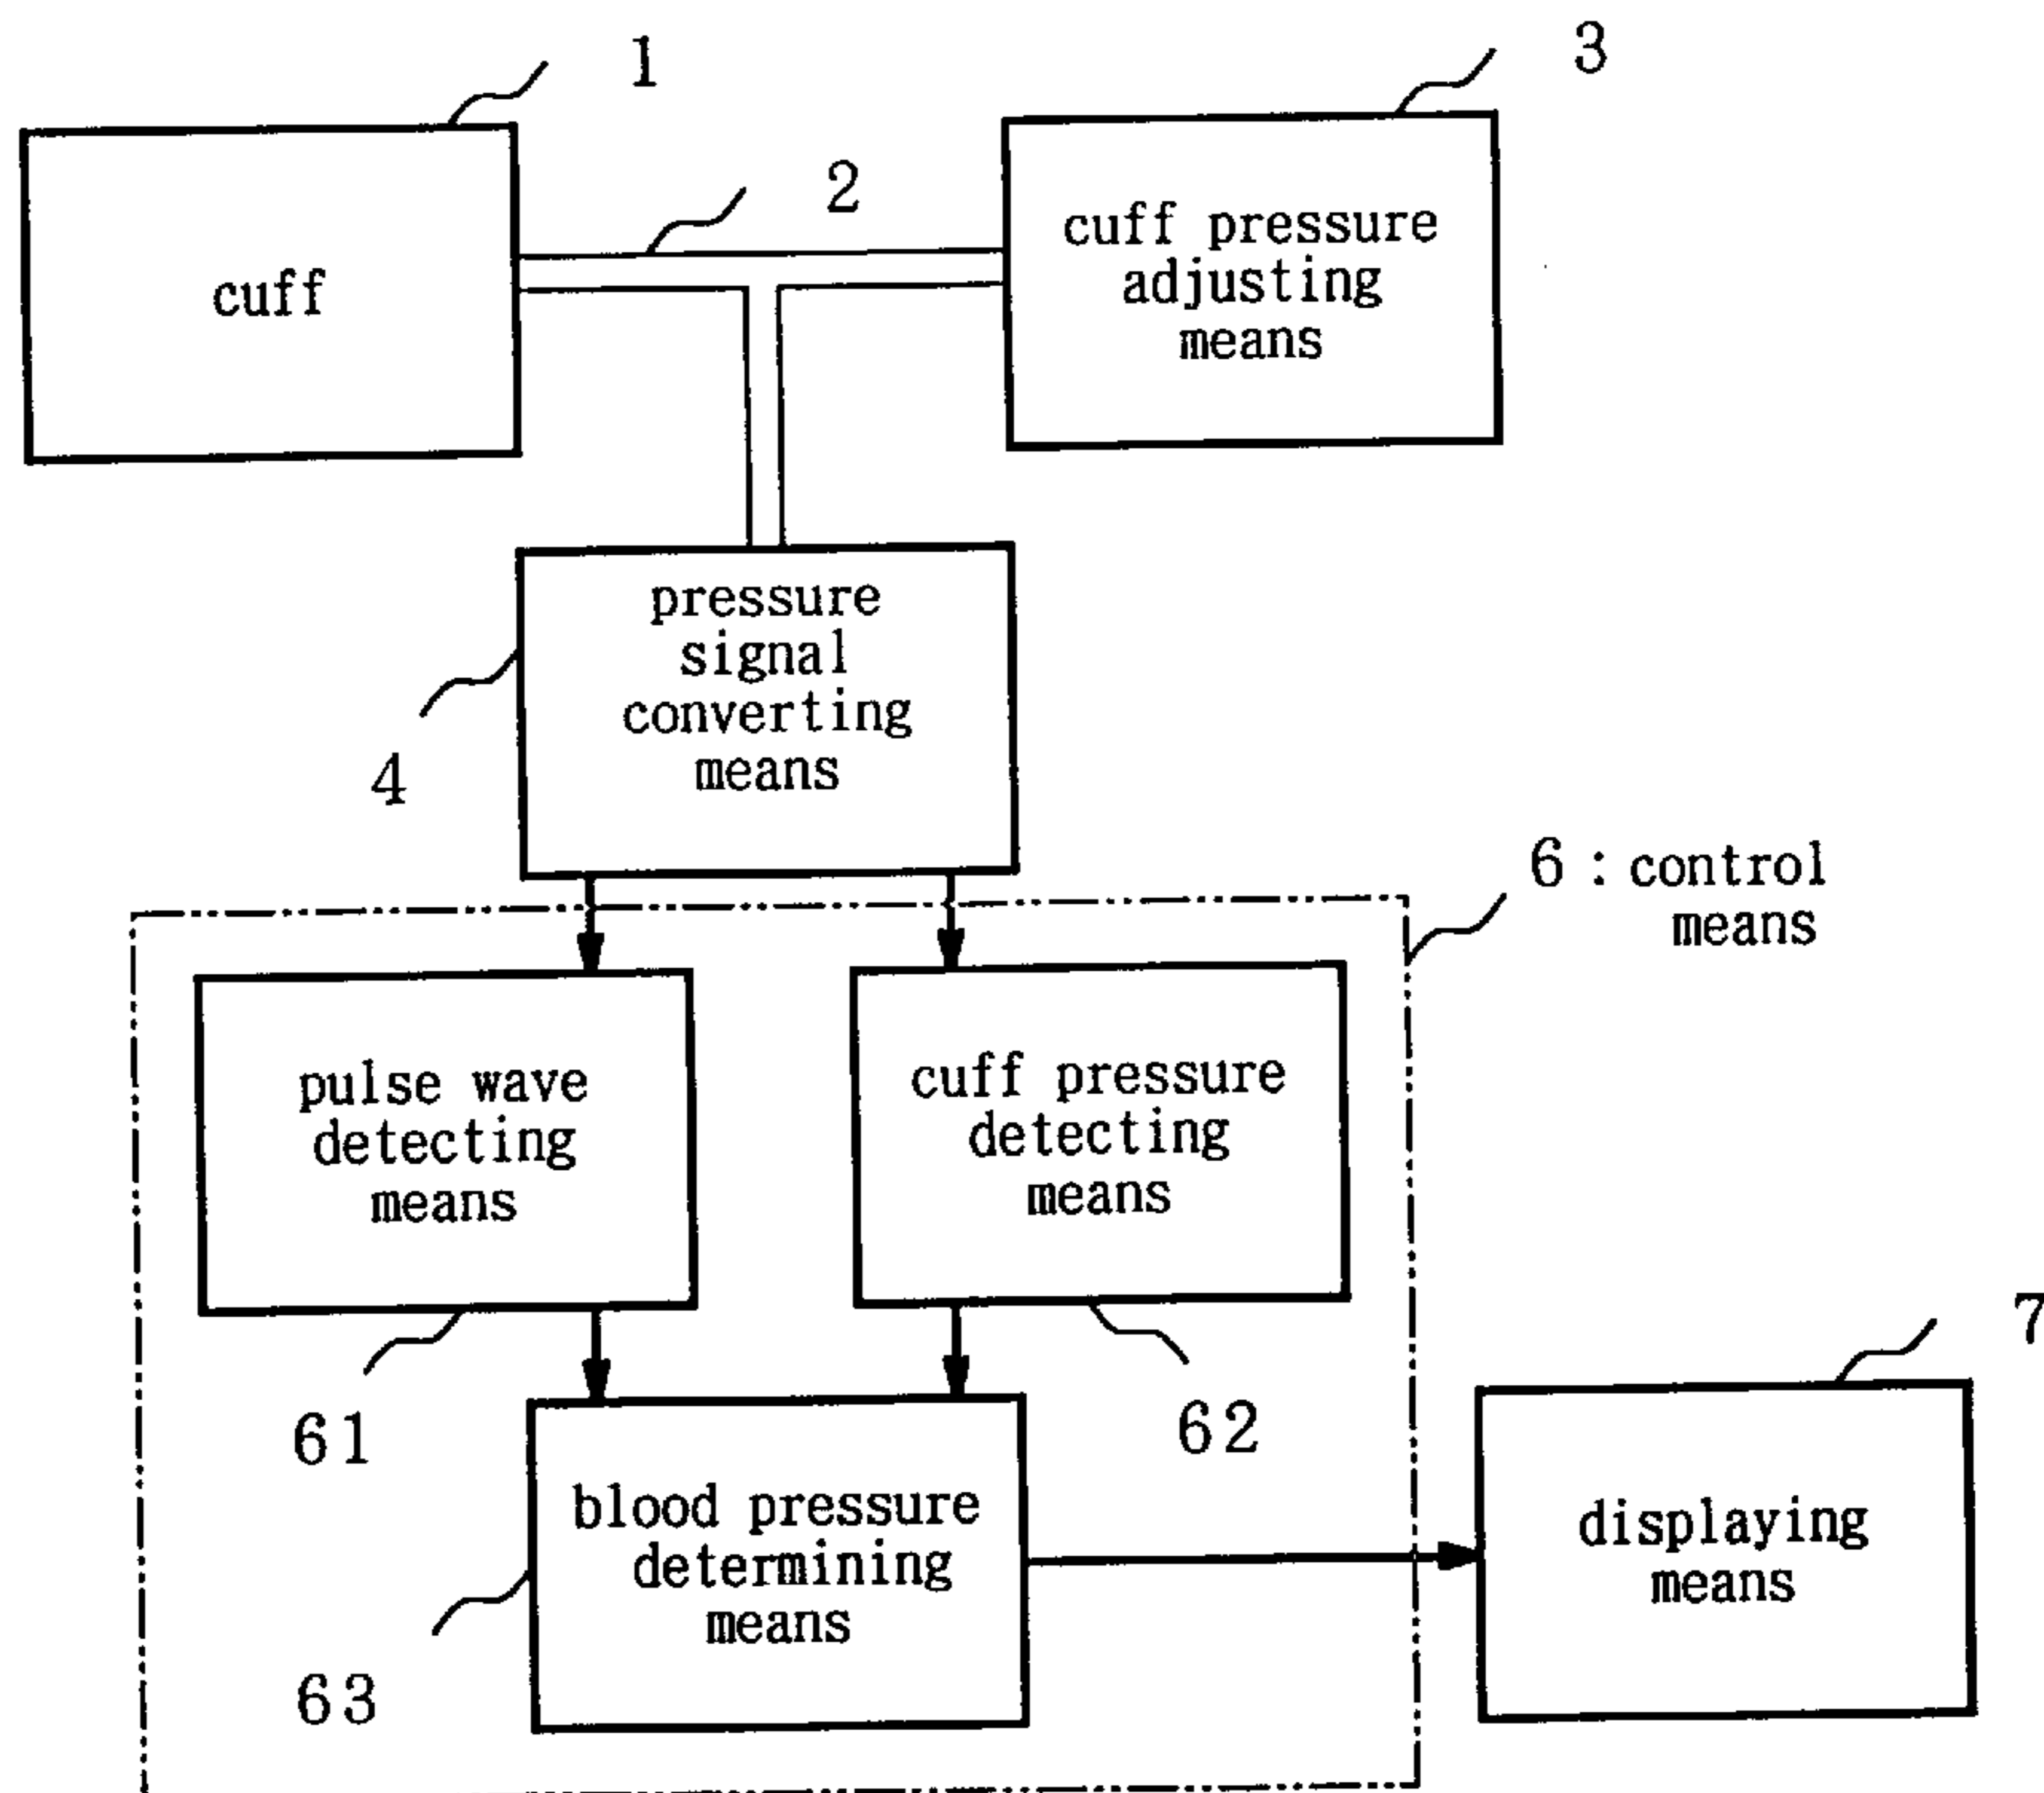 1
3
2
cuff
cuff pressure
adjusting
means
pressure
signal
converting
means
4
6 : control
means
pulse wave
detecting
means
cuff pressure
detecting
means
61
62
7
blood pressure
determining
means
displaying
means
63